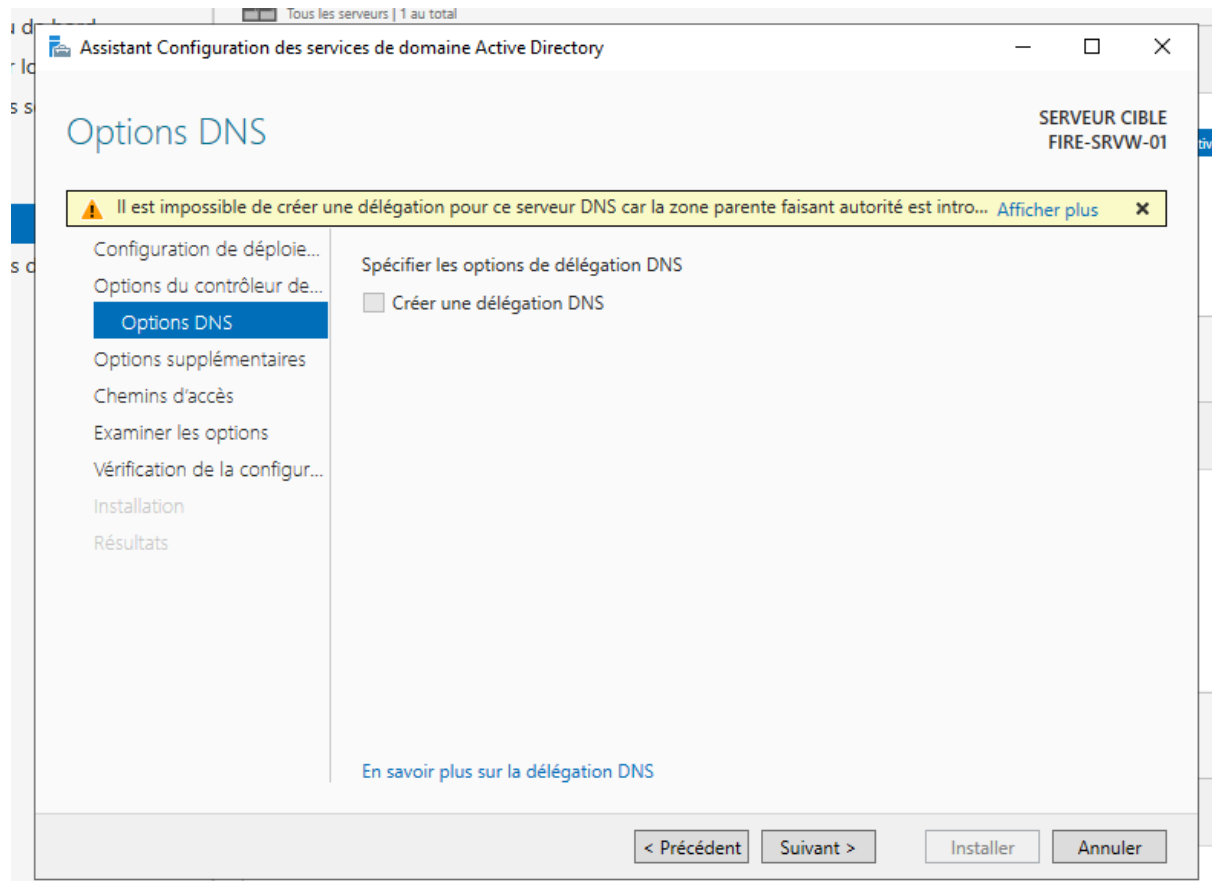 Tous les serveurs | 1 au total
Assistant Configuration des services de domaine Active Directory
Options DNS
SERVEUR CIBLE
FIRE-SRVW-01
Il est impossible de créer une délégation pour ce serveur DNS car la zone parente faisant autorité est intro... Afficher plus
Configuration de déploie...
Spécifier les options de délégation DNS
Options du contrôleur de...
Créer une délégation DNS
Options DNS
Options supplémentaires
Chemins d'accès
Examiner les options
Vérification de la configur...
Installation
Résultats
En savoir plus sur la délégation DNS
< Précédent Suivant > Installer Annuler